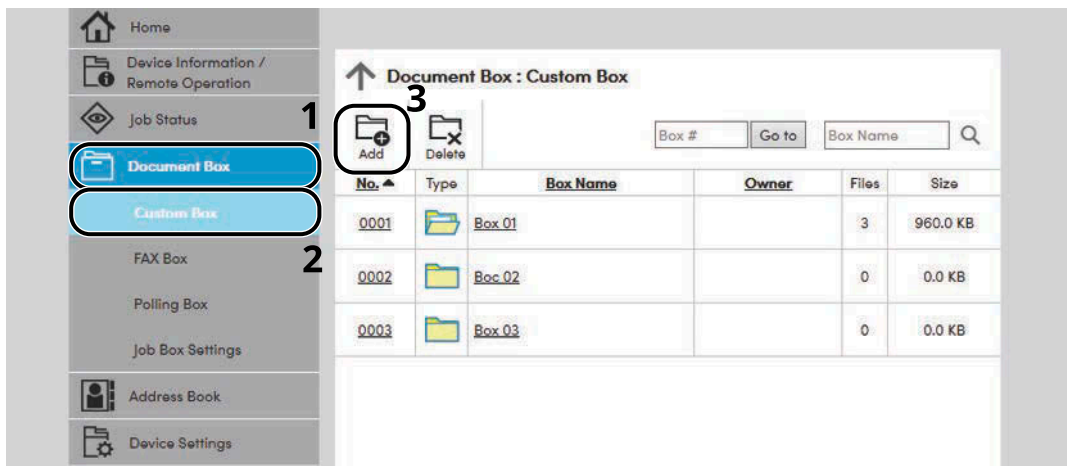 Home
Device Information /
Remote Operation
Job Status
1
Document Box
Custom Box
2
FAX Box
Polling Box
Job Box Settings
Address Book
Device Settings
Document Box : Custom Box
3
Add
Delete
Box #
Go to
Box Name
No. Type Box Name Owner Files Size
0001 Box 01 3 960.0 KB
0002 Boc 02 0 0.0 KB
0003 Box 03 0 0.0 KB